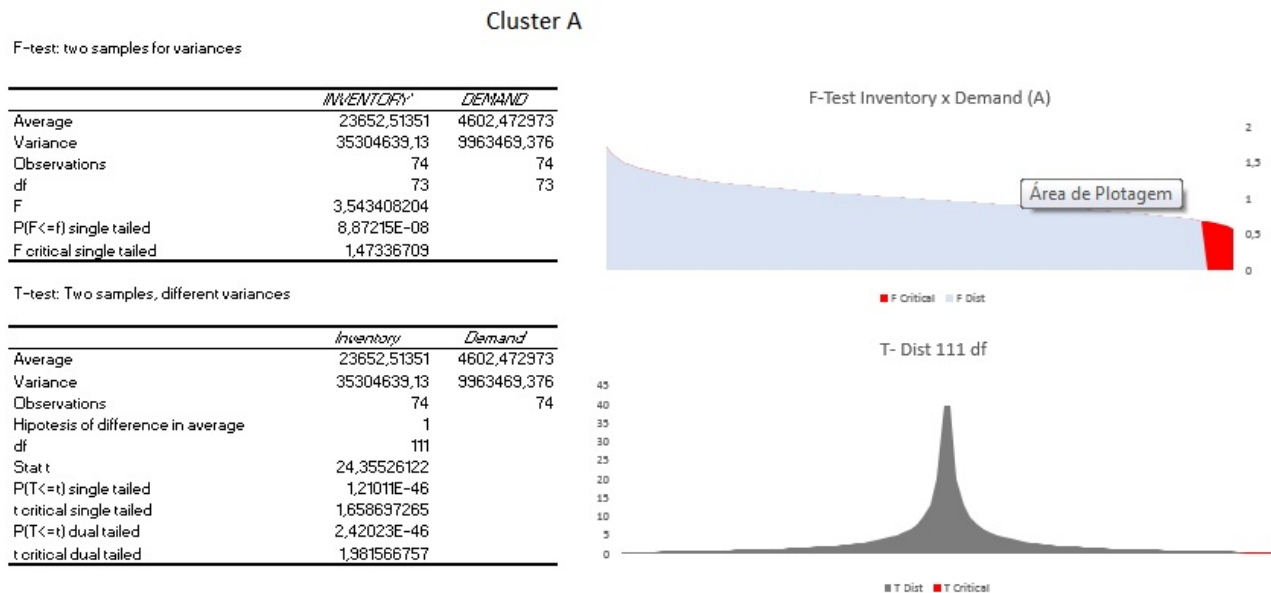 Cluster A
F-test: two samples for variances
INVENTORY' DEMAND
Average 23652,51351 4602,472973
Variance 35304639,13 9963469,376
Observations 74 74
df 73 73
F 3,543408204
P(F<=f) single tailed 8,87215E-08
F critical single tailed 1,47336709
F-Test Inventory x Demand (A)
2
1,5
1
0,5
0
Área de Plotagem
F Critical F Dist
T-test: Two samples, different variances
Inventory Demand
Average 23652,51351 4602,472973
Variance 35304639,13 9963469,376
Observations 74 74
Hipotesis of difference in average 1
df 111
Stat t 24,35526122
P(T<=t) single tailed 1,21011E-46
t critical single tailed 1,658697265
P(T<=t) dual tailed 2,42023E-46
t critical dual tailed 1,981566757
T- Dist 111 df
45
40
35
30
25
20
15
10
5
0
T Dist T Critical